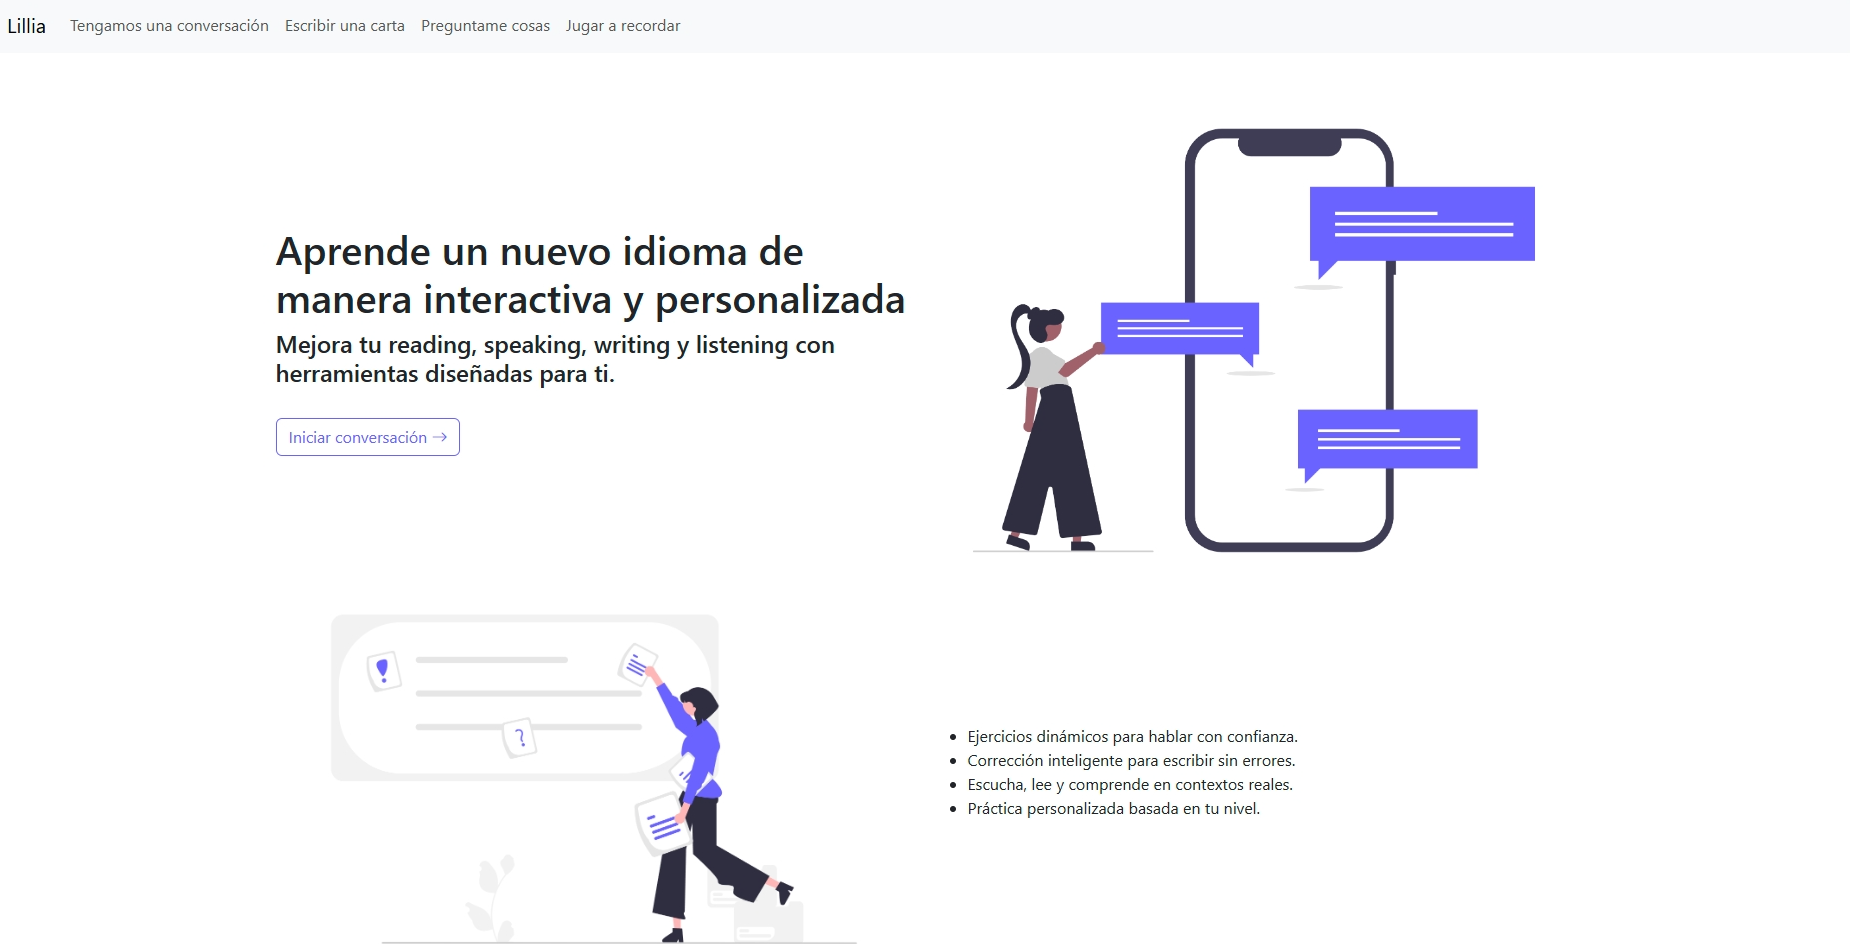 Lillia Tengamos una conversación Escribir una carta Preguntame cosas Jugar a recordar
Aprende un nuevo idioma de
manera interactiva y personalizada
Mejora tu reading, speaking, writing y listening con
herramientas diseñadas para ti.
Iniciar conversación →
!
?
• Ejercicios dinámicos para hablar con confianza.
• Corrección inteligente para escribir sin errores.
• Escucha, lee y comprende en contextos reales.
• Práctica personalizada basada en tu nivel.